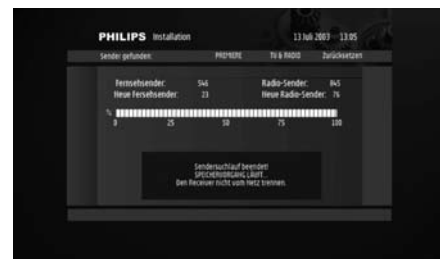 PHILIPS Installation 13 Juli 2003 13:05
Sender gefunden: PREMIERE TV & RADIO Zurücksetzen
Fernsehsender: 546 Radio-Sender: 845
Neue Fersehsender: 23 Neue Radio-Sender: 76
%
0 25 50 75 100
Sendersuchlauf beendet!
SPEICHERVORGANG LÄUFT...
Den Receiver nicht vom Netz trennen.